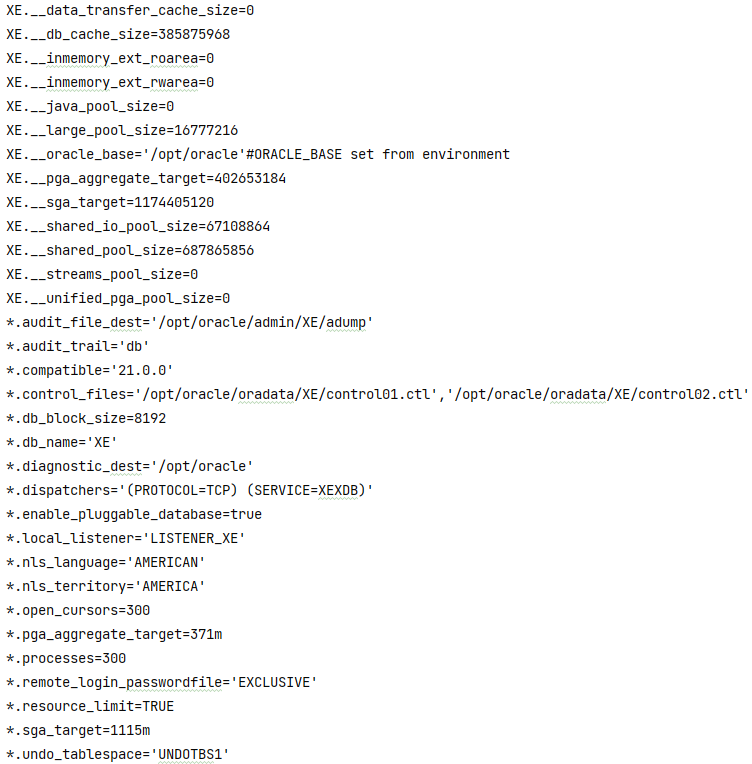 XE.__data_transfer_cache_size=0
XE.__db_cache_size=385875968
XE.__inmemory_ext_roarea=0
XE.__inmemory_ext_rwarea=0
XE.__java_pool_size=0
XE.__large_pool_size=16777216
XE.__oracle_base='/opt/oracle'#ORACLE_BASE set from environment
XE.__pga_aggregate_target=402653184
XE.__sga_target=1174405120
XE.__shared_io_pool_size=67108864
XE.__shared_pool_size=687865856
XE.__streams_pool_size=0
XE.__unified_pga_pool_size=0
*.audit_file_dest='/opt/oracle/admin/XE/adump'
*.audit_trail='db'
*.compatible='21.0.0'
*.control_files='/opt/oracle/oradata/XE/control01.ctl','/opt/oracle/oradata/XE/control02.ctl'
*.db_block_size=8192
*.db_name='XE'
*.diagnostic_dest='/opt/oracle'
*.dispatchers='(PROTOCOL=TCP) (SERVICE=XEXDB)'
*.enable_pluggable_database=true
*.local_listener='LISTENER_XE'
*.nls_language='AMERICAN'
*.nls_territory='AMERICA'
*.open_cursors=300
*.pga_aggregate_target=371m
*.processes=300
*.remote_login_passwordfile='EXCLUSIVE'
*.resource_limit=TRUE
*.sga_target=1115m
*.undo_tablespace='UNDOTBS1'